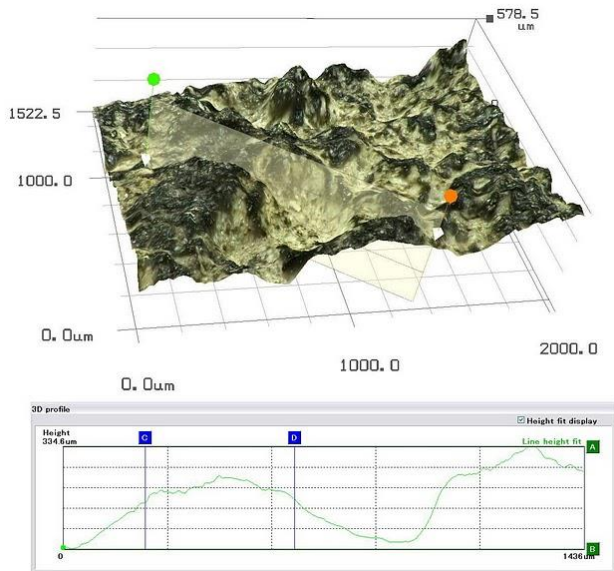 578.5
um
1522.5
1000.0
0.0um
0.0um
1000.0
2000.0
3D profile
Height fit display
Height
334.6um
C
D
Line height fit
A
B
0
1436um